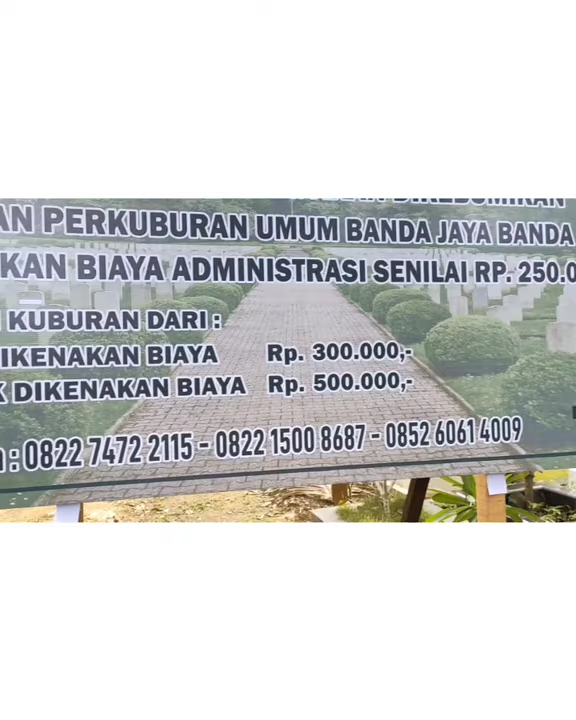 AN PERKUBURAN UMUM BANDA JAYA BANDA
KAN BIAYA ADMINISTRASI SENILAI RP. 250.0
KUBURAN DARI :
DIKENAKAN BIAYA Rp. 300.000,-
K DIKENAKAN BIAYA Rp. 500.000,-
: 0822 7472 2115 - 0822 1500 8687 - 0852 6061 4009